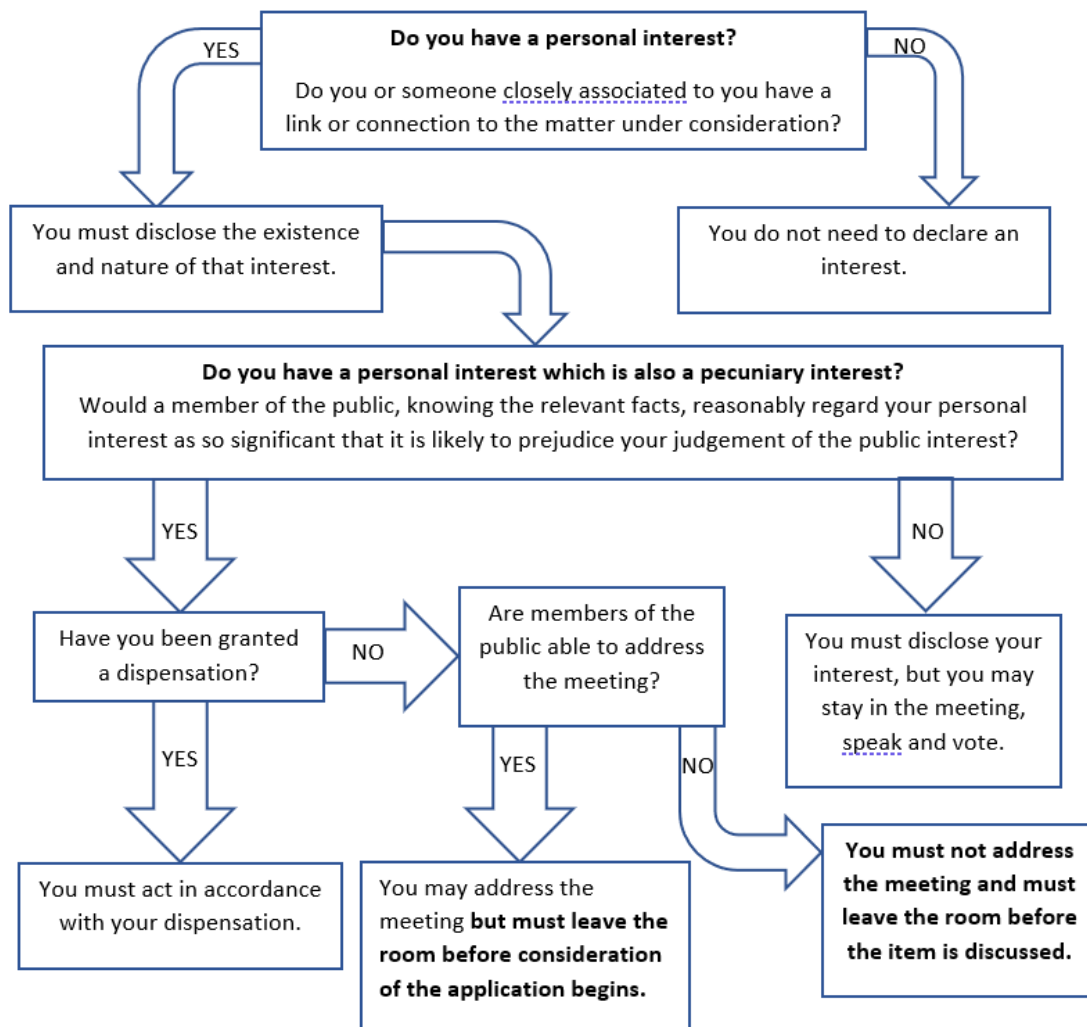 Do you have a personal interest?
YES
NO
Do you or someone closely associated to you have a
link or connection to the matter under consideration?
You must disclose the existence
and nature of that interest.
You do not need to declare an
interest.
Do you have a personal interest which is also a pecuniary interest?
Would a member of the public, knowing the relevant facts, reasonably regard your personal
interest as so significant that it is likely to prejudice your judgement of the public interest?
YES
NO
Have you been granted
a dispensation?
NO
Are members of the
public able to address
the meeting?
You must disclose your
interest, but you may
stay in the meeting,
speak and vote.
YES
YES
NO
You must act in accordance
with your dispensation.
You may address the
meeting but must leave the
room before consideration
of the application begins.
You must not address
the meeting and must
leave the room before
the item is discussed.